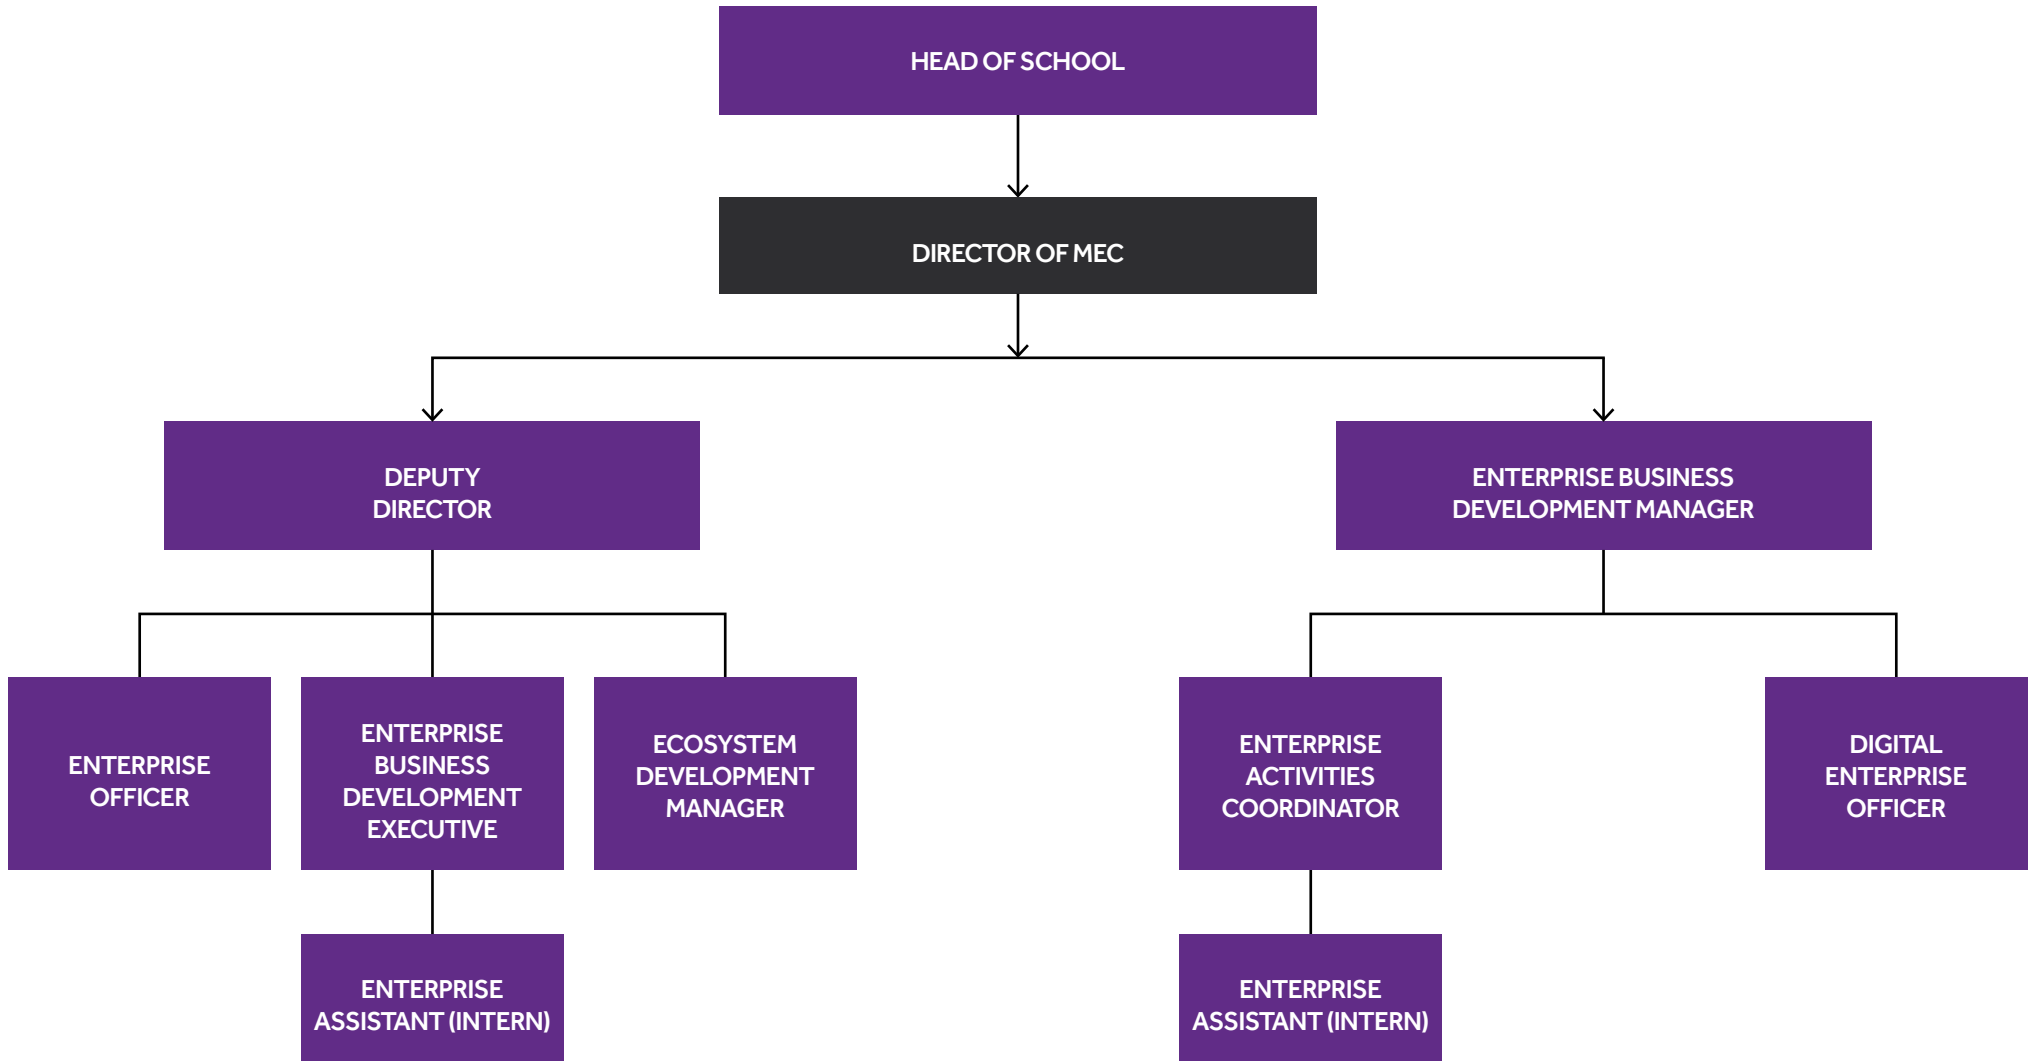 HEAD OF SCHOOL
DIRECTOR OF MEC
DEPUTY
DIRECTOR
ENTERPRISE BUSINESS
DEVELOPMENT MANAGER
ENTERPRISE
OFFICER
ENTERPRISE
BUSINESS
DEVELOPMENT
EXECUTIVE
ECOSYSTEM
DEVELOPMENT
MANAGER
ENTERPRISE
ACTIVITIES
COORDINATOR
DIGITAL
ENTERPRISE
OFFICER
ENTERPRISE
ASSISTANT (INTERN)
ENTERPRISE
ASSISTANT (INTERN)